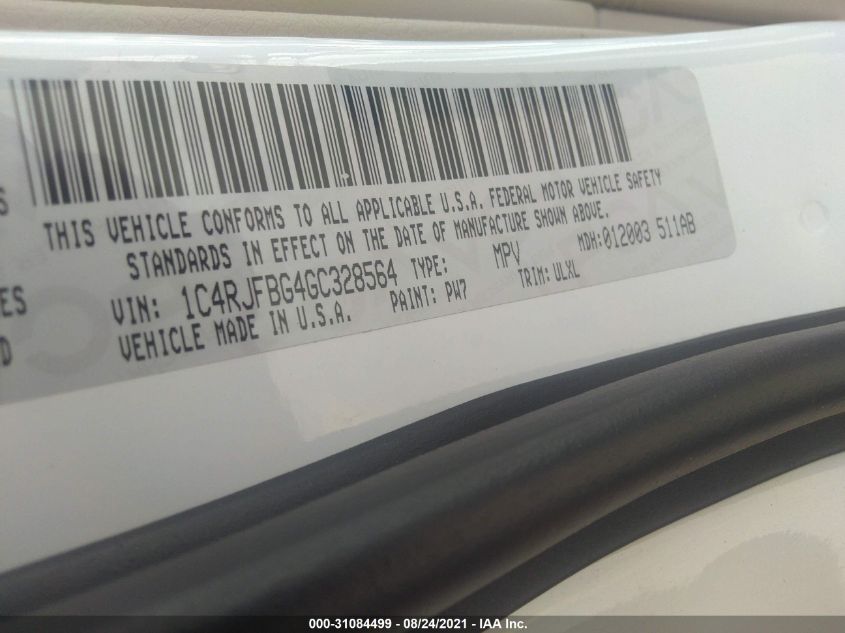 THIS VEHICLE CONFORMS TO ALL APPLICABLE U.S.A. FEDERAL MOTOR VEHICLE SAFETY
STANDARDS IN EFFECT ON THE DATE OF MANUFACTURE SHOWN ABOVE.
VIN: 1C4RJFBG4GC328564 TYPE: MPV MDH:012003 511AB
VEHICLE MADE IN U.S.A. PAINT: PW7 TRIM: ULXL
S
ES
D
000-31084499 - 08/24/2021 - IAA Inc.